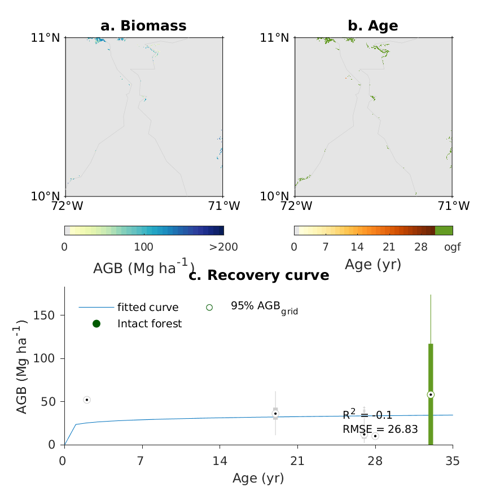 a. Biomass
b. Age
11°N
11°N
10°N
10°N
72°W
71°W
72°W
71°W
0
100
>200
0
7
14
21
28
ogf
AGB (Mg ha⁻¹)
Age (yr)
c. Recovery curve
150
100
50
0
AGB (Mg ha⁻¹)
fitted curve
95% AGB_grid
Intact forest
R² = -0.1
RMSE = 26.83
0
7
14
21
28
35
Age (yr)